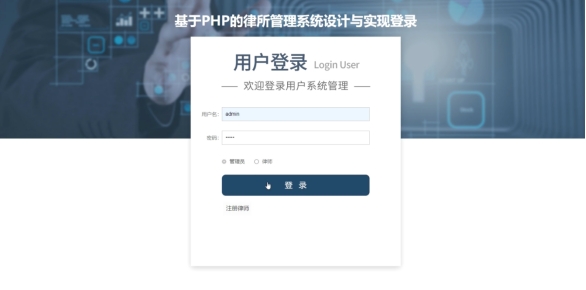 基于PHP的律所管理系统设计与实现登录
用户登录 Login User
欢迎登录用户系统管理
用户名: admin
密码: ····
管理员 律师
登 录
注册律师